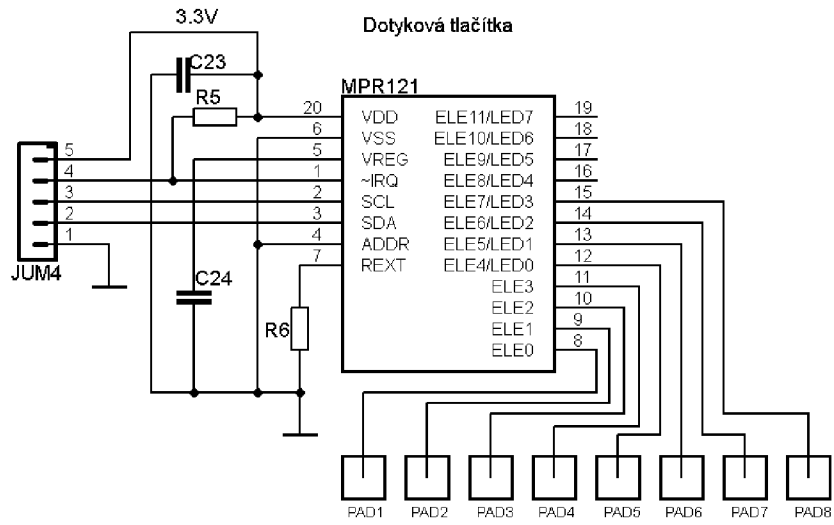 3.3V
Dotyková tlačítka
C23
MPR121
R5
20 VDD ELE11/LED7 19
6 VSS ELE10/LED6 18
5 VREG ELE9/LED5 17
1 ~IRQ ELE8/LED4 16
2 SCL ELE7/LED3 15
3 SDA ELE6/LED2 14
4 ADDR ELE5/LED1 13
7 REXT ELE4/LED0 12
ELE3 11
ELE2 10
ELE1 9
ELE0 8
5
4
3
2
1
JUM4
C24
R6
PAD1 PAD2 PAD3 PAD4 PAD5 PAD6 PAD7 PAD8